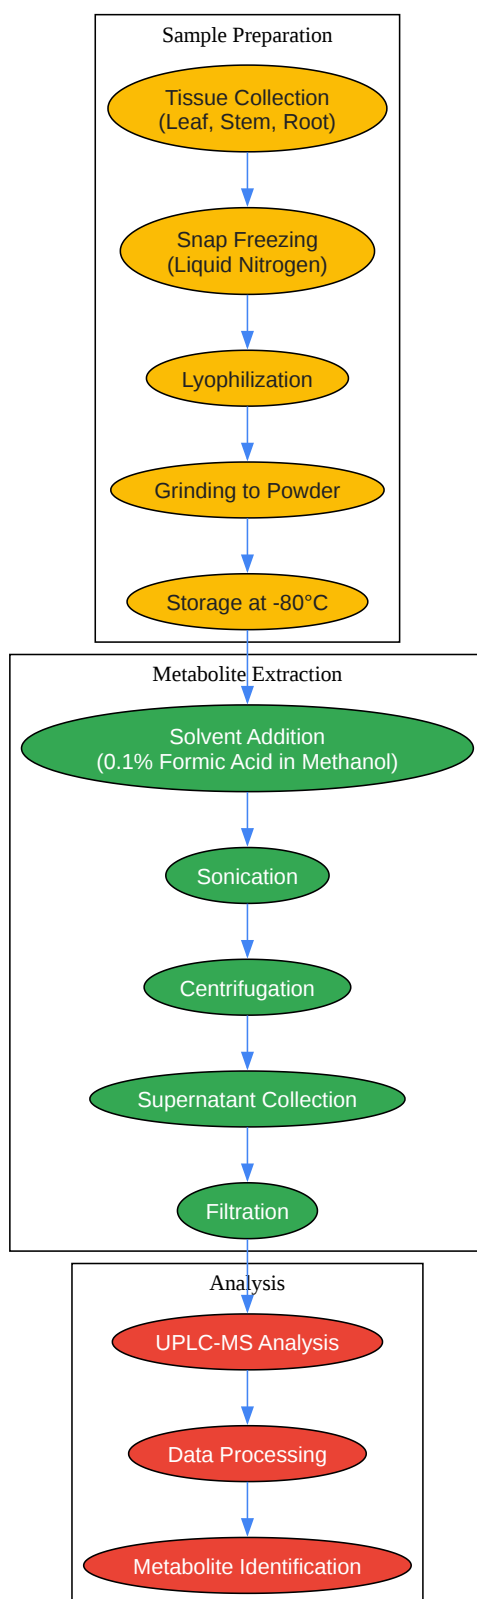 Sample Preparation
Tissue Collection
(Leaf, Stem, Root)
Snap Freezing
(Liquid Nitrogen)
Lyophilization
Grinding to Powder
Storage at -80°C
Metabolite Extraction
Solvent Addition
(0.1% Formic Acid in Methanol)
Sonication
Centrifugation
Supernatant Collection
Filtration
Analysis
UPLC-MS Analysis
Data Processing
Metabolite Identification